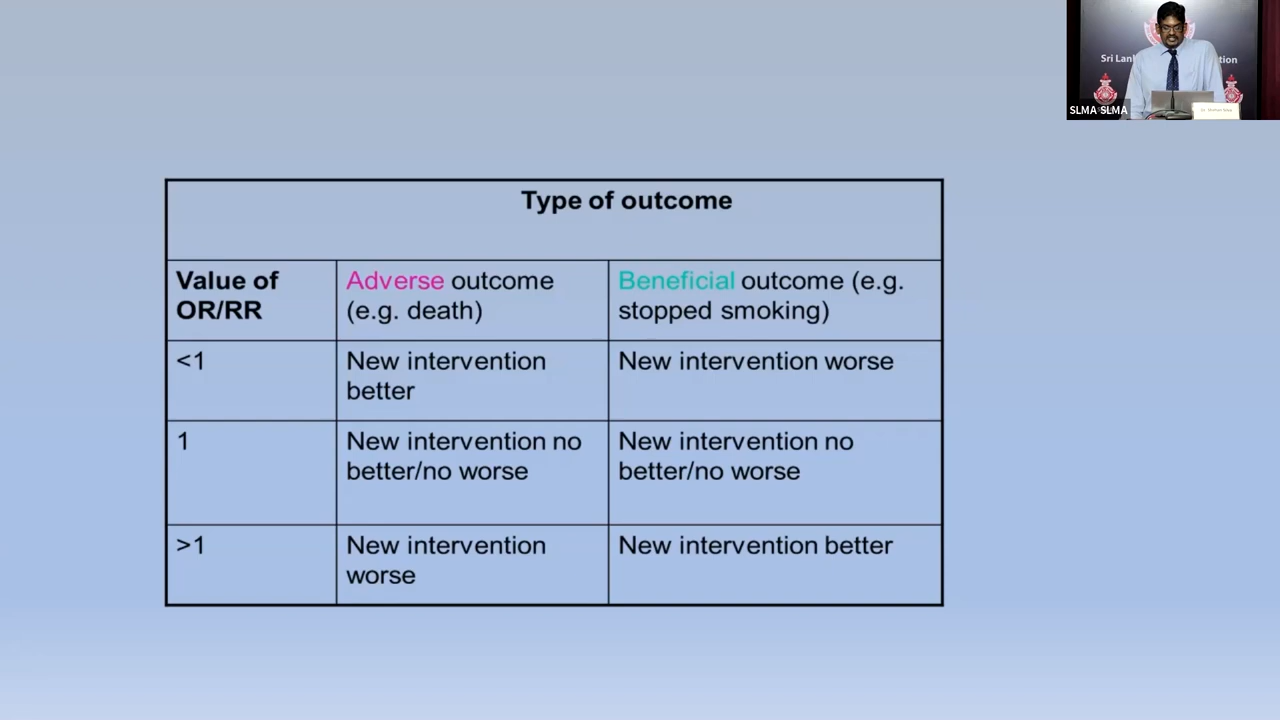 Sri Lan
tion
SLMA SLMA
Type of outcome
Value of
OR/RR
Adverse outcome
(e.g. death)
Beneficial outcome (e.g.
stopped smoking)
<1
New intervention
better
New intervention worse
1
New intervention no
better/no worse
New intervention no
better/no worse
>1
New intervention
worse
New intervention better